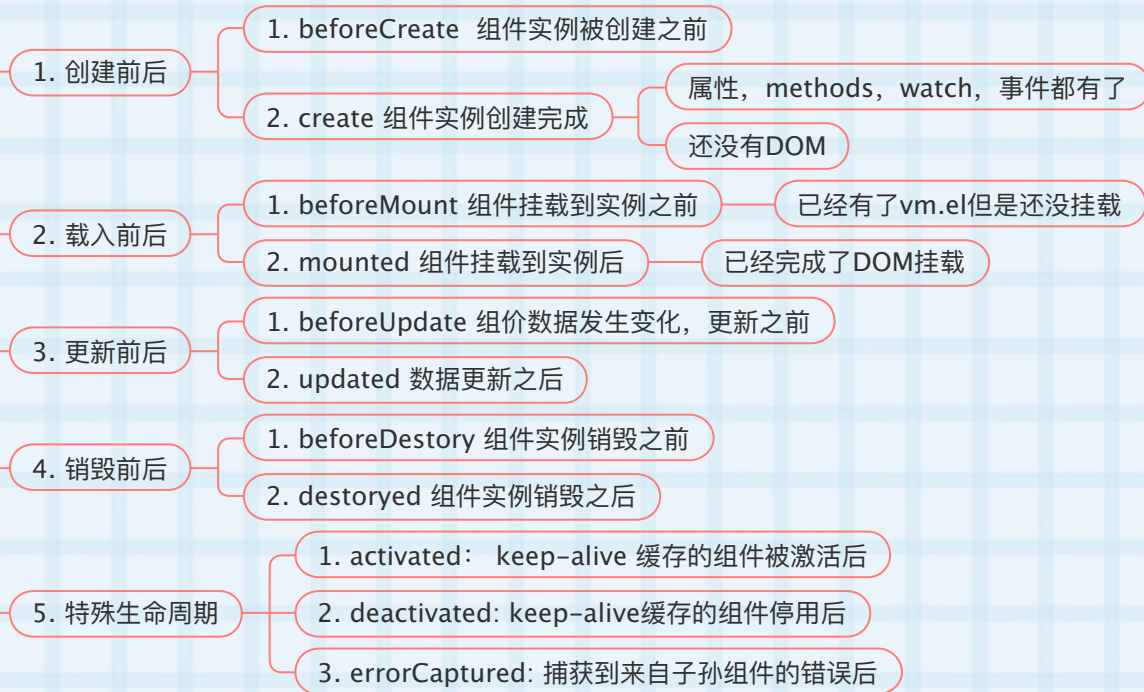 1. 创建前后
1. beforeCreate 组件实例被创建之前
2. create 组件实例创建完成
属性，methods，watch，事件都有了
还没有DOM
2. 载入前后
1. beforeMount 组件挂载到实例之前
已经有了vm.el但是还没挂载
2. mounted 组件挂载到实例后
已经完成了DOM挂载
3. 更新前后
1. beforeUpdate 组价数据发生变化，更新之前
2. updated 数据更新之后
4. 销毁前后
1. beforeDestory 组件实例销毁之前
2. destoryed 组件实例销毁之后
5. 特殊生命周期
1. activated： keep-alive 缓存的组件被激活后
2. deactivated: keep-alive缓存的组件停用后
3. errorCaptured: 捕获到来自子孙组件的错误后